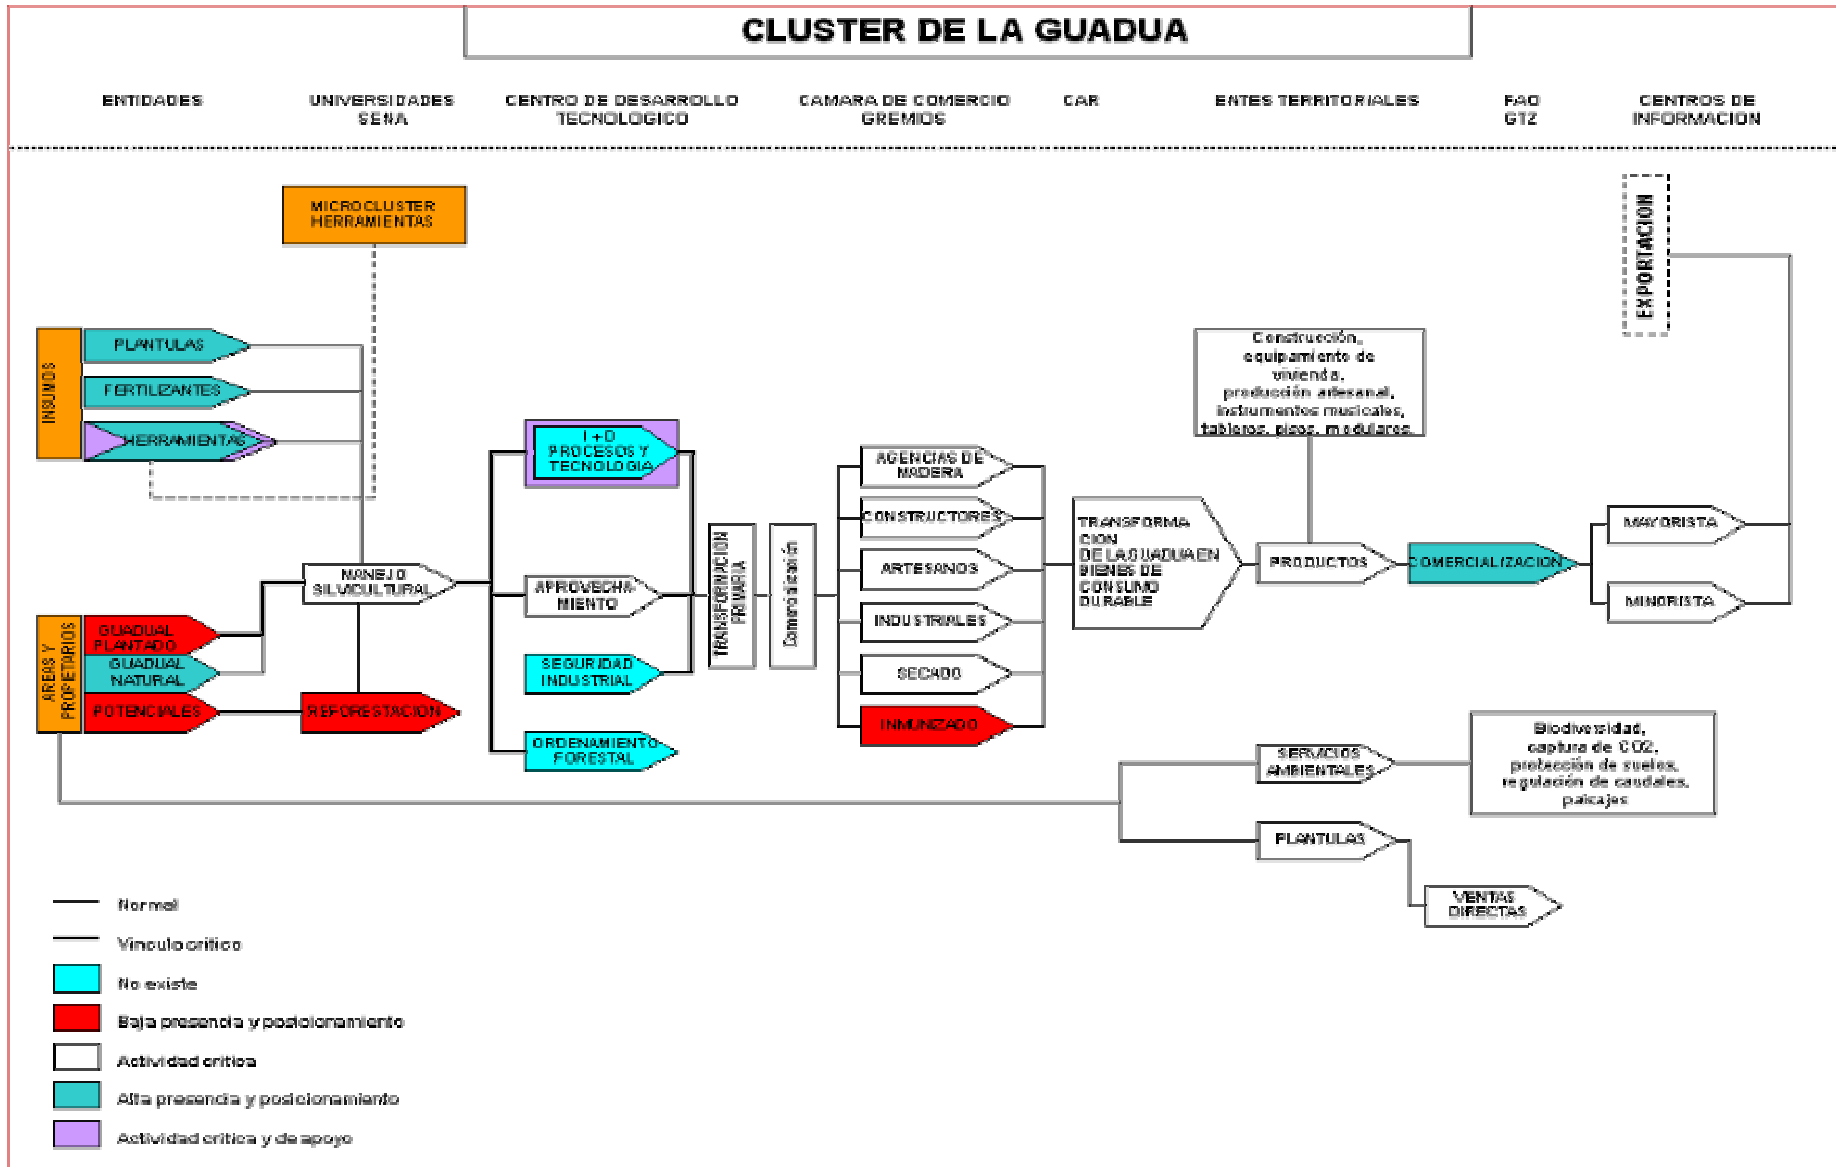 CLUSTER DE LA GUADUA
ENTIDADES
UNIVERSIDADES
SENA
CENTRO DE DESARROLLO
TECNOLOGICO
CAMARA DE COMERCIO
GREMIOS
CAR
ENTES TERRITORIALES
FAO
GTZ
CENTROS DE
INFORMACION
MICROCLUSTER
HERRAMIENTAS
EXPORTACION
INSUMOS
PLANTULAS
FERTILIZANTES
HERRAMIENTAS
Construcción,
equipamiento de
vivienda,
producción artesanal,
instrumentos musicales,
tableros, pisos, modulares.
I + D
PROCESOS Y
TECNOLOGIA
AGENCIAS DE
MADERA
CONSTRUCTORES
ARTESANOS
INDUSTRIALES
SECADO
INMUNIZADO
TRANSFORMA
CION
DE LA GUADUA EN
BIENES DE
CONSUMO
DURABLE
PRODUCTOS
COMERCIALIZACION
MAYORISTA
MINORISTA
MANEJO
SILVICULTURAL
APROVECHA-
MIENTO
TRANSFORMACION
PRIMARIA
Comercialización
AREAS Y
PROPIETARIOS
GUADUAL
PLANTADO
GUADUAL
NATURAL
POTENCIALES
REFORESTACION
SEGURIDAD
INDUSTRIAL
ORDENAMIENTO
FORESTAL
SERVICIOS
AMBIENTALES
Biodiversidad,
captura de CO2,
protección de suelos,
regulación de caudales,
paisajes
PLANTULAS
VENTAS
DIRECTAS
Normal
Vinculo critico
No existe
Baja presencia y posicionamiento
Actividad critica
Alta presencia y posicionamiento
Actividad critica y de apoyo